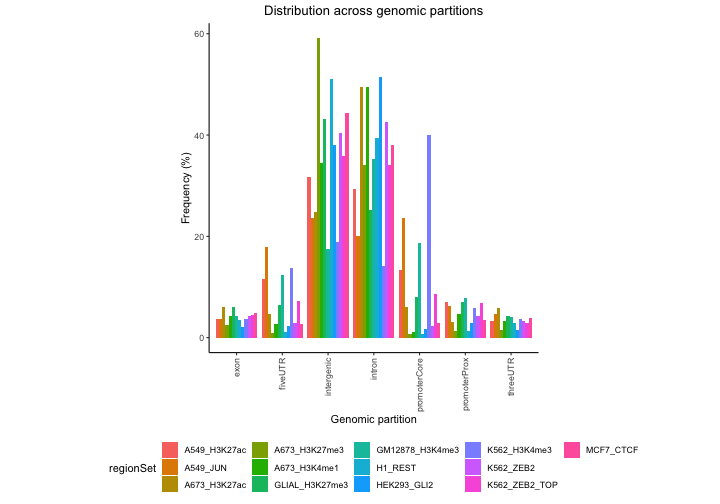 Distribution across genomic partitions
60
40
20
0
Frequency (%)
exon
fiveUTR
intergenic
intron
promoterCore
promoterProx
threeUTR
Genomic partition
regionSet
A549_H3K27ac A673_H3K27me3 GM12878_H3K4me3 K562_H3K4me3 MCF7_CTCF
A549_JUN A673_H3K4me1 H1_REST K562_ZEB2
A673_H3K27ac GLIAL_H3K27me3 HEK293_GLI2 K562_ZEB2_TOP